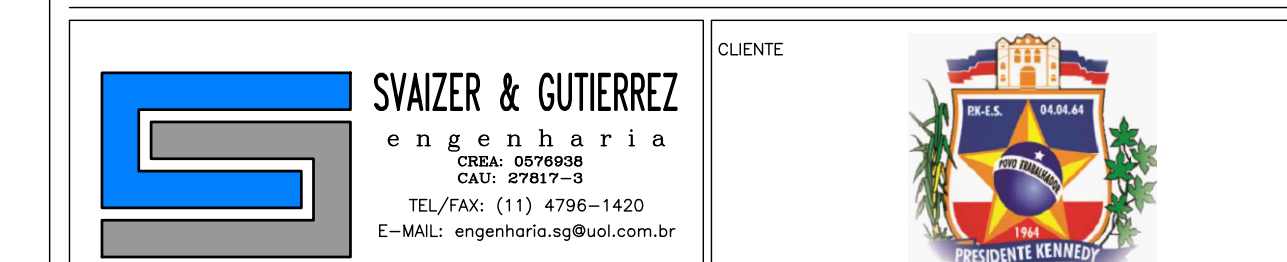 SVAIZER & GUTIERREZ
engenharia
CREA: 0576938
CAU: 27817-3
TEL/FAX: (11) 4796-1420
E-MAIL: engenharia.sg@uol.com.br
CLIENTE
P.K-E.S. 04.04.64
POVO TRABALHADOR
1964
PRESIDENTE KENNEDY